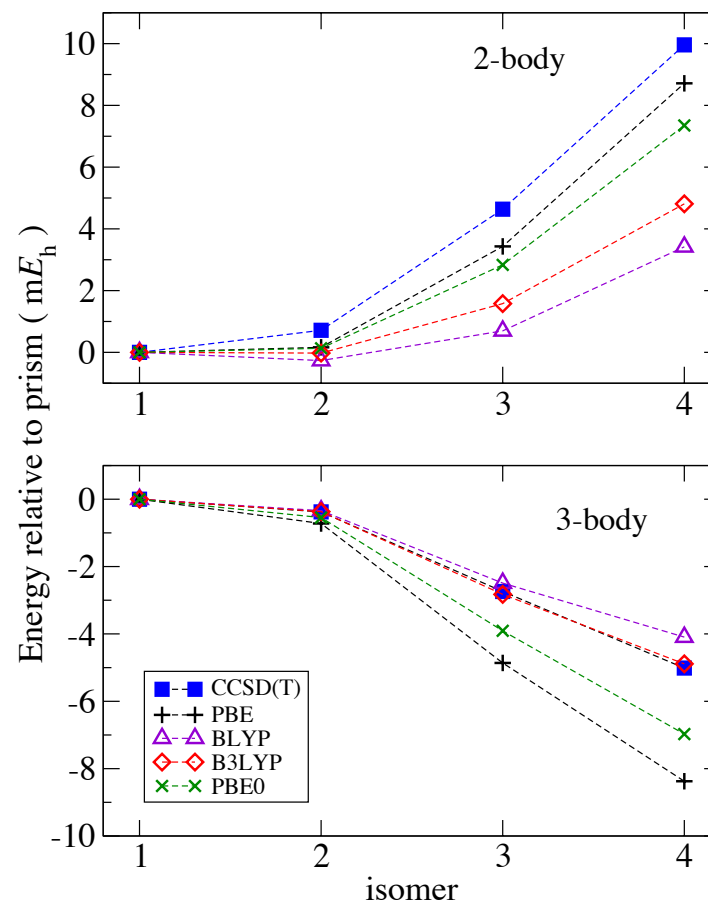 2-body
10
8
6
4
2
0
1 2 3 4
Energy relative to prism ( mEh)
3-body
0
-2
-4
-6
-8
-10
CCSD(T)
PBE
BLYP
B3LYP
PBE0
1 2 3 4
isomer